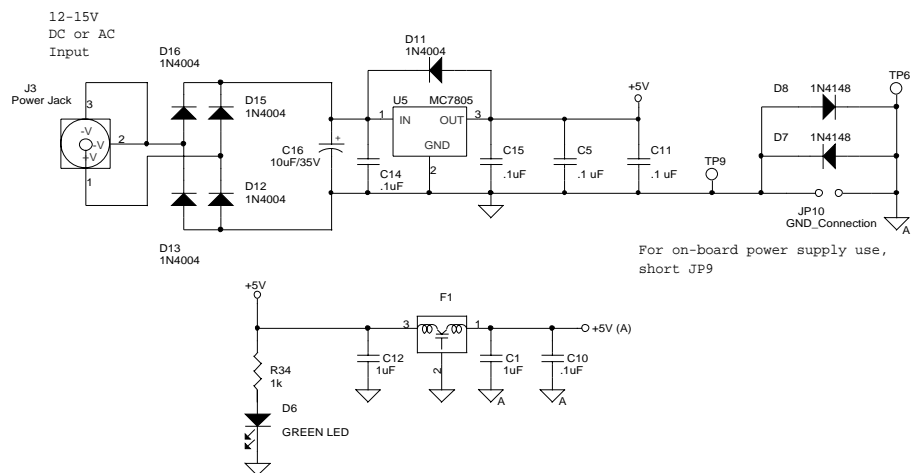 12-15V
DC or AC
Input
D16
1N4004
D11
1N4004
J3
Power Jack
3
-V
-V
+V
2
1
D15
1N4004
D12
1N4004
D13
1N4004
C16
10uF/35V
+
C14
.1uF
U5
MC7805
1
IN
OUT
3
GND
2
C15
.1uF
+5V
C5
.1 uF
C11
.1 uF
TP9
D8
1N4148
D7
1N4148
TP6
JP10
GND_Connection
A
For on-board power supply use,
short JP9
+5V
R34
1k
D6
GREEN LED
C12
1uF
F1
3
1
2
C1
1uF
A
C10
.1uF
A
+5V (A)